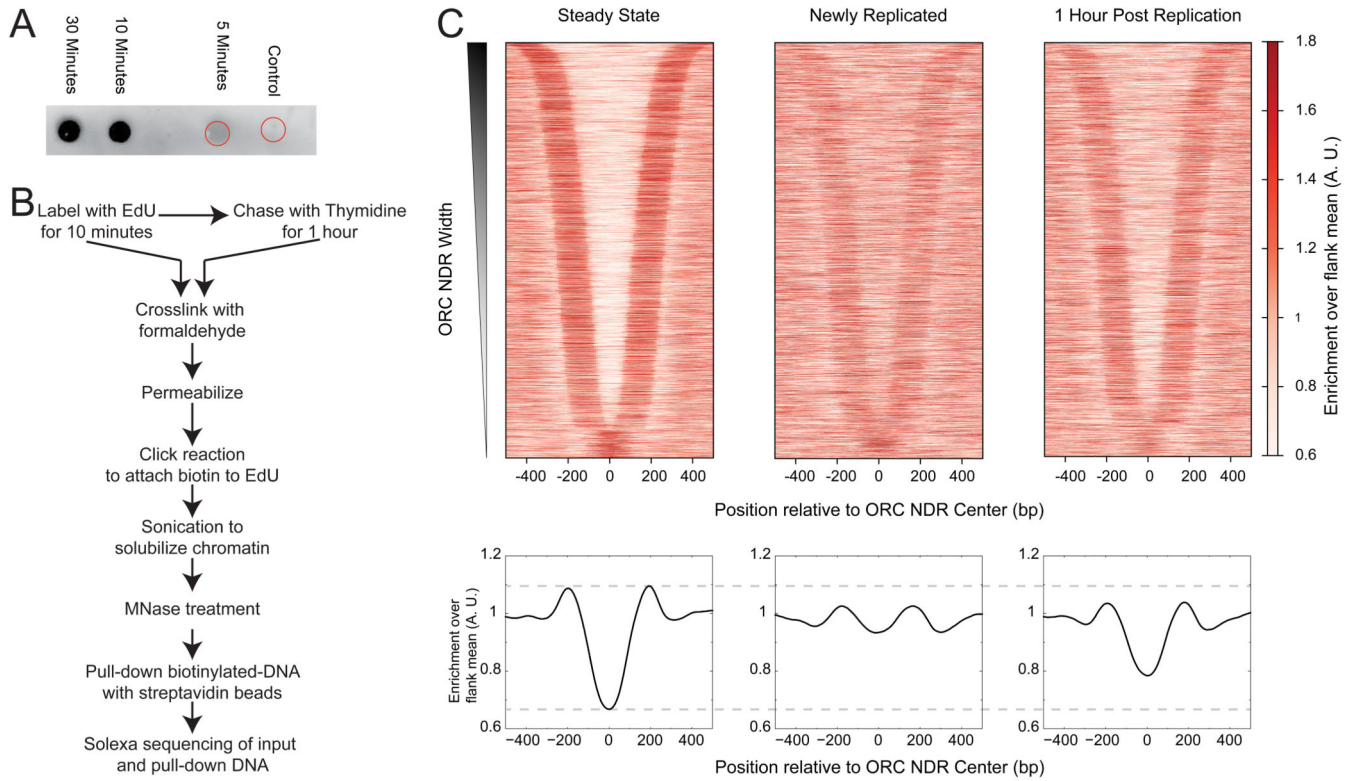 A
30 Minutes
10 Minutes
5 Minutes
Control
B
Label with EdU
for 10 minutes
Chase with Thymidine
for 1 hour
Crosslink with
formaldehyde
Permeabilize
Click reaction
to attach biotin to EdU
Sonication to
solubilize chromatin
MNase treatment
Pull-down biotinylated-DNA
with streptavidin beads
Solexa sequencing of input
and pull-down DNA
C
Steady State
Newly Replicated
1 Hour Post Replication
ORC NDR Width
-400 -200 0 200 400
-400 -200 0 200 400
-400 -200 0 200 400
Position relative to ORC NDR Center (bp)
1.8
1.6
1.4
1.2
1
0.8
0.6
Enrichment over flank mean (A. U.)
Enrichment over
flank mean (A. U.)
1.2
1
0.8
0.6
−400 −200 0 200 400
1.2
1
0.8
0.6
−400 −200 0 200 400
1.2
1
0.8
0.6
−400 −200 0 200 400
Position relative to ORC NDR Center (bp)